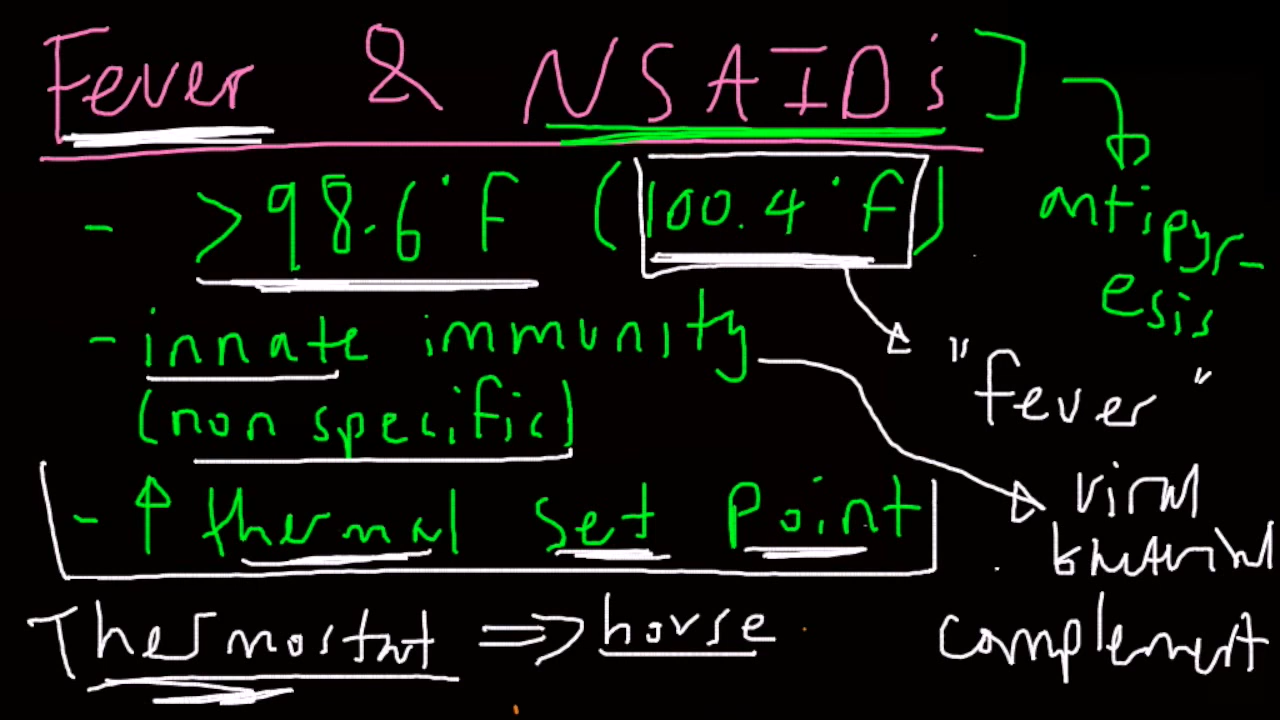 Fever & NSAIDs ]
antipyr-
esis
- >98.6°F (100.4°F)
"fever"
- innate immunity
(non specific)
viral
bacterial
complement
- ↑ thermal set point
Thermostat ⇒ house